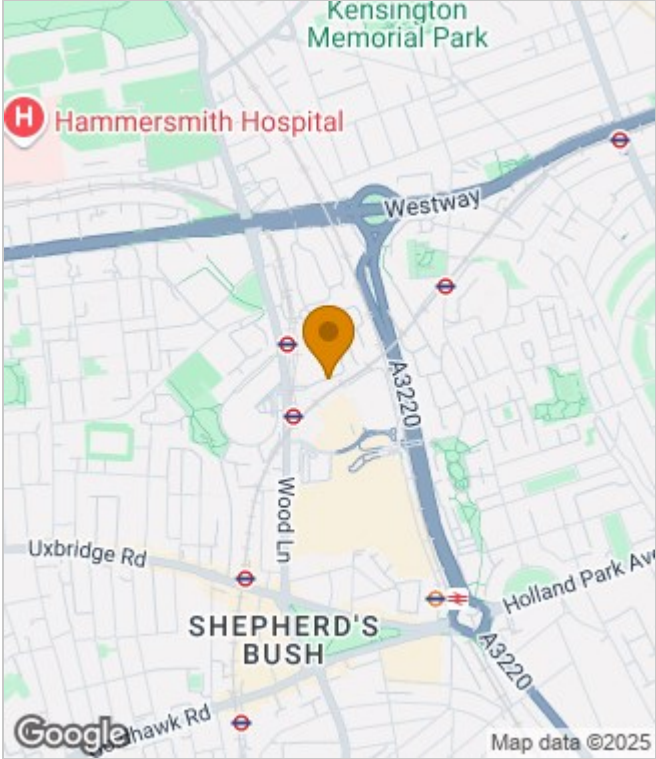 Kensington
Memorial Park
H
Hammersmith Hospital
Westway
A3220
Wood Ln
Uxbridge Rd
Holland Park Ave
SHEPHERD'S
BUSH
A3220
Goldhawk Rd
Google
Map data ©2025